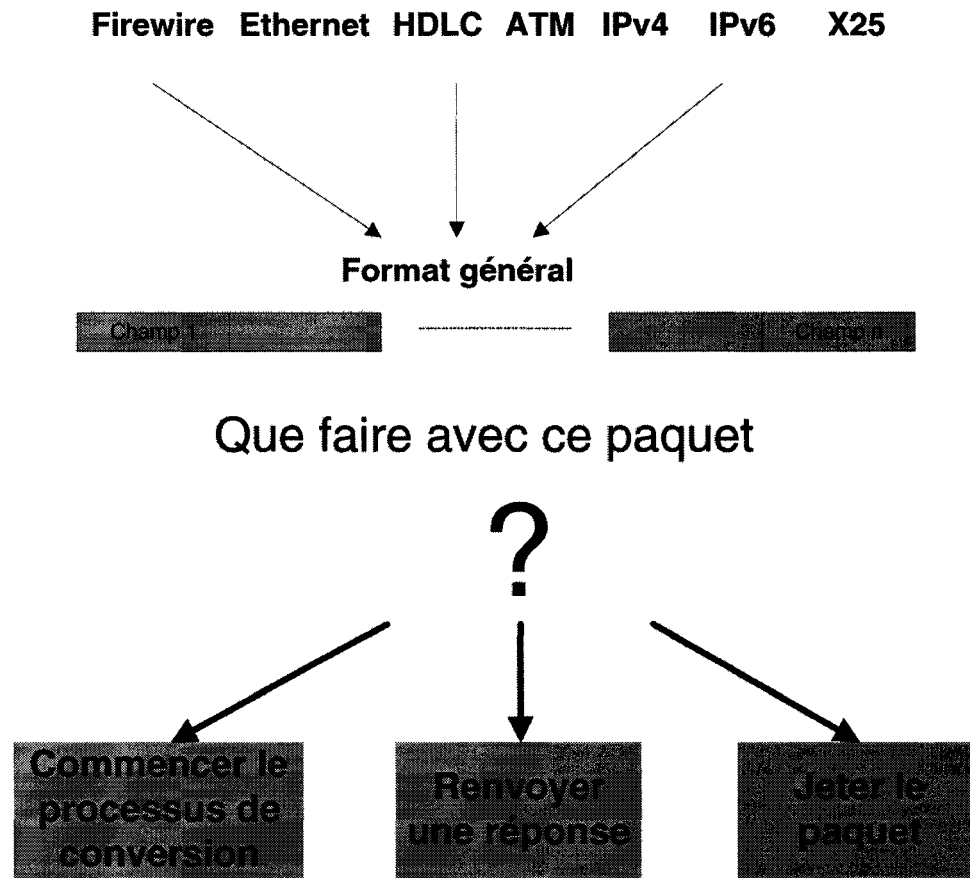 Firewire Ethernet HDLC ATM IPv4 IPv6 X25
Format général
Champ 1
Champ n
Que faire avec ce paquet
?
Commencer le
processus de
conversion
Renvoyer
une réponse
Jeter le
paquet